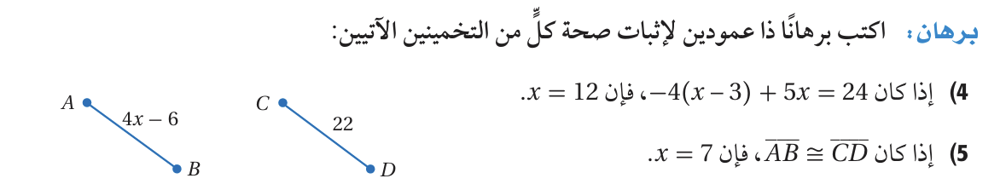 برهان: اكتب برهانًا ذا عمودين لإثبات صحة كلٍّ من التخمينين الآتيين:
4) إذا كان 24 = 4(x – 3) + 5x–، فإن x = 12.
5) إذا كان AB ≅ CD، فإن x = 7.
A
4x – 6
B
C
22
D